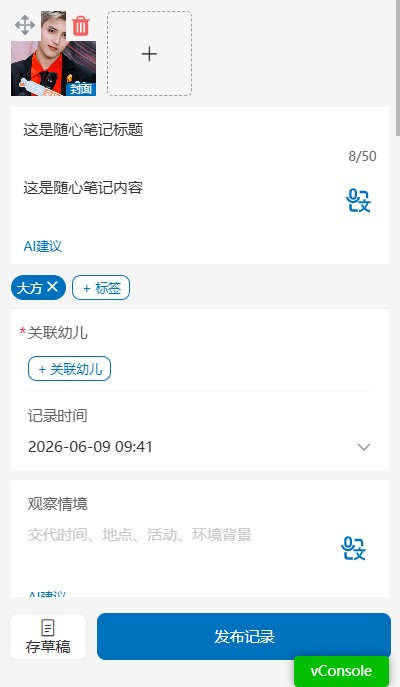 封面
+
这是随心笔记标题
8/50
这是随心笔记内容
AI建议
大方 ×
+ 标签
*关联幼儿
+ 关联幼儿
记录时间
2026-06-09 09:41
观察情境
交代时间、地点、活动、环境背景
AI建议
存草稿
发布记录
vConsole